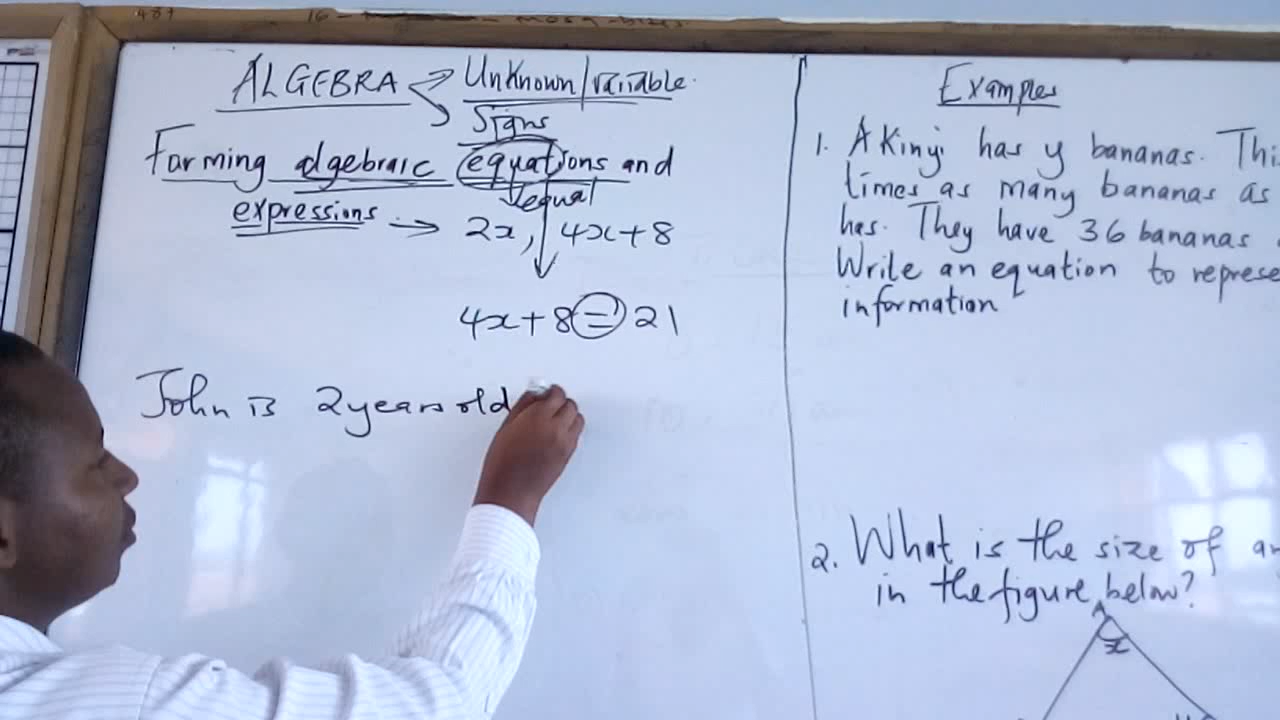 ALGEBRA
Unknown/variable
Signs
Forming algebraic equations and
equal
expressions → 2x, 4x+8
4x+8=21
John is 2years old
Examples
1. Akinyi has y bananas.
times as many bananas as
has. They have 36 bananas
Write an equation to
information
2. What is the size of
in the figure below?
A
x